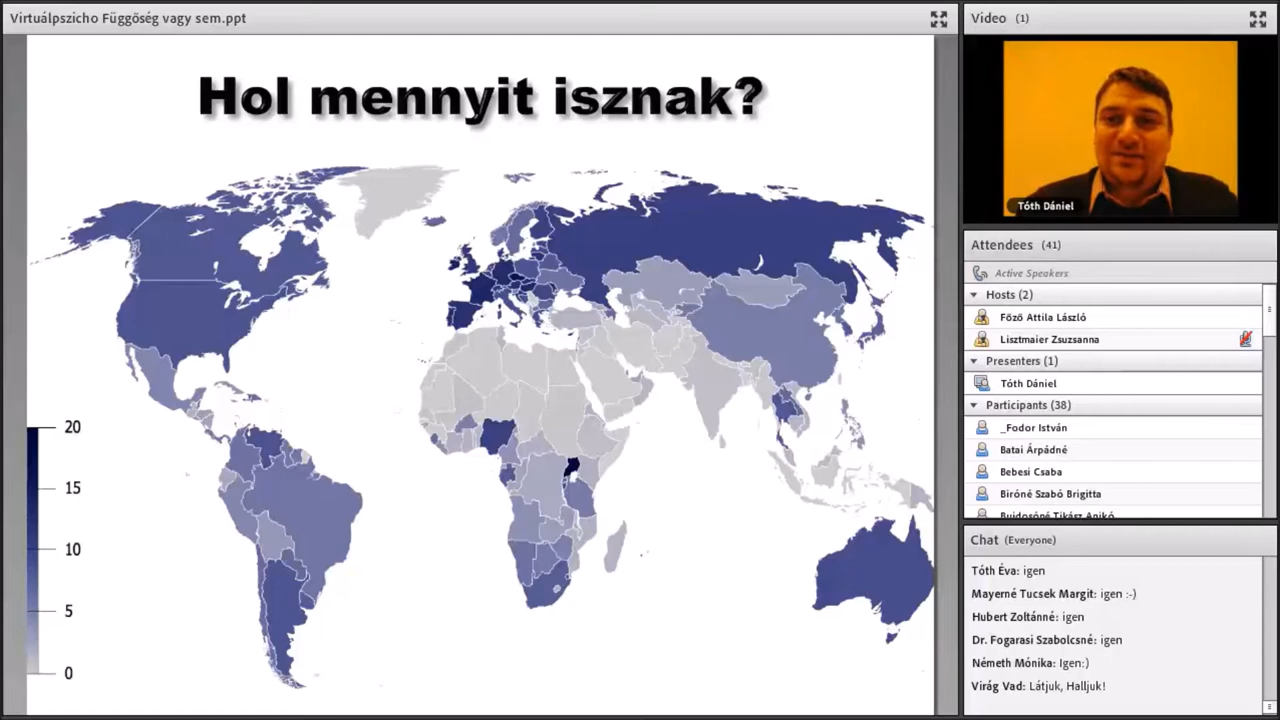 Virtuálpszicho Függőség vagy sem.ppt
Hol mennyit isznak?
20
15
10
5
0
Video (1)
Tóth Dániel
Attendees (41)
Active Speakers
Hosts (2)
Főző Attila László
Lisztmaier Zsuzsanna
Presenters (1)
Tóth Dániel
Participants (38)
_Fodor István
Batai Árpádné
Bebesi Csaba
Biróné Szabó Brigitta
Chat (Everyone)
Tóth Éva: igen
Mayerné Tucsek Margit: igen :-)
Hubert Zoltánné: igen
Dr. Fogarasi Szabolcsné: igen
Németh Mónika: Igen:)
Virág Vad: Látjuk, Halljuk!